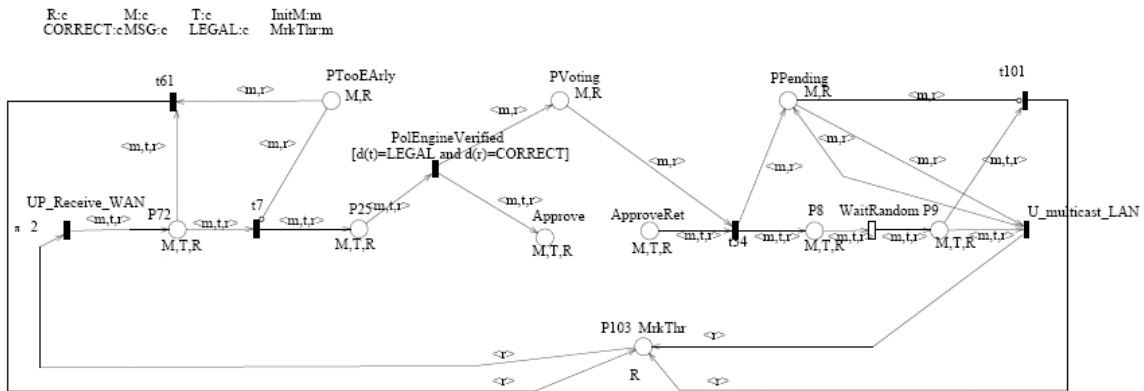 R:c M:c T:c InitM:m
CORRECT:c MSG:c LEGAL:c MrkThr:m
t61
PTooEArly
PVoting
PPending
t101
<m,r>
M,R
M,R
M,R
<m,r>
<m,r>
<m,t,r>
<m,r>
PolEngineVerified
[d(t)=LEGAL and d(r)=CORRECT]
<m,r>
<m,r>
<m,r>
<m,t,r>
UP_Receive_WAN
P72
t7
P25
<m,t,r>
<m,t,r>
Approve
ApproveRet
P8
WaitRandom P9
U_multicast_LAN
2
<m,t,r>
<m,t,r>
<m,t,r>
<m,t,r>
<m,t,r>
<m,t,r>
<m,t,r>
<m,t,r>
M,T,R
M,T,R
M,T,R
M,T,R
t54
M,T,R
M,T,R
P103 MrkThr
<r>
<r>
R
<r>
<r>